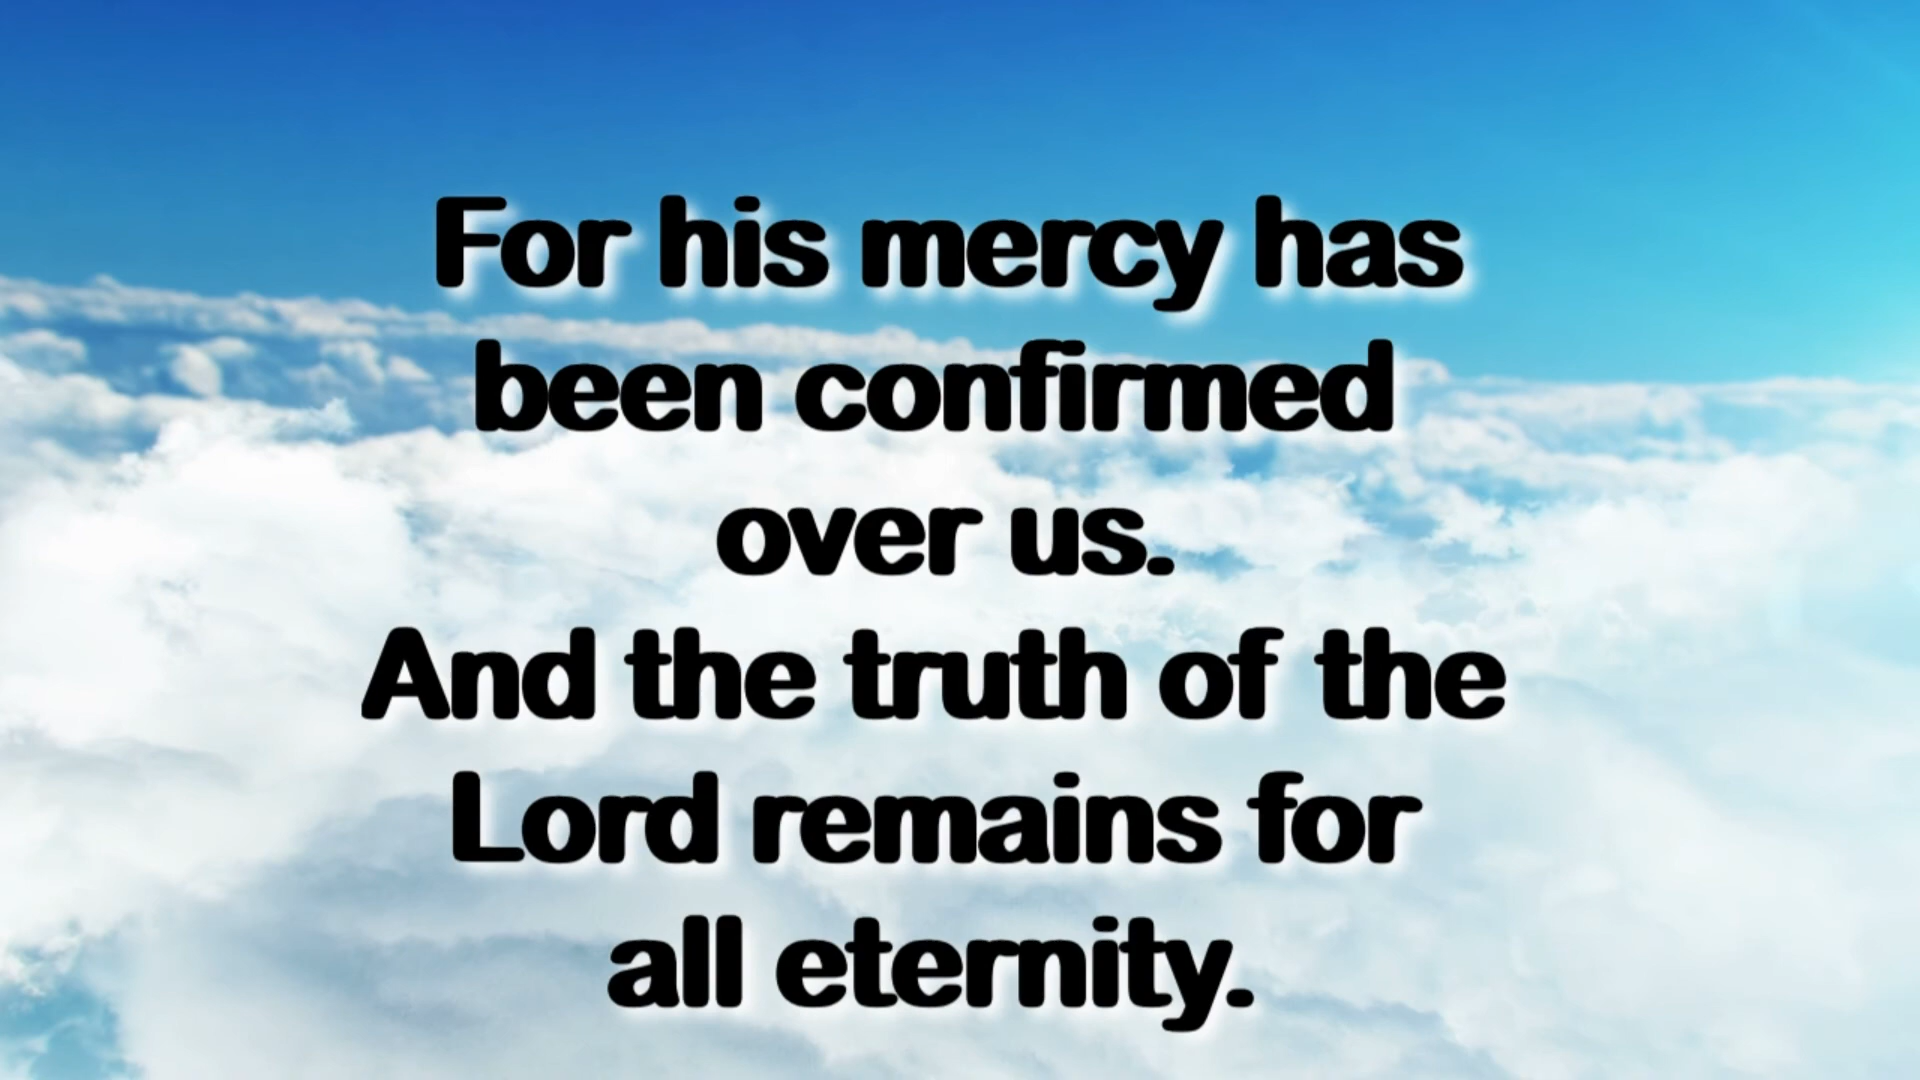 For his mercy has
been confirmed
over us.
And the truth of the
Lord remains for
all eternity.